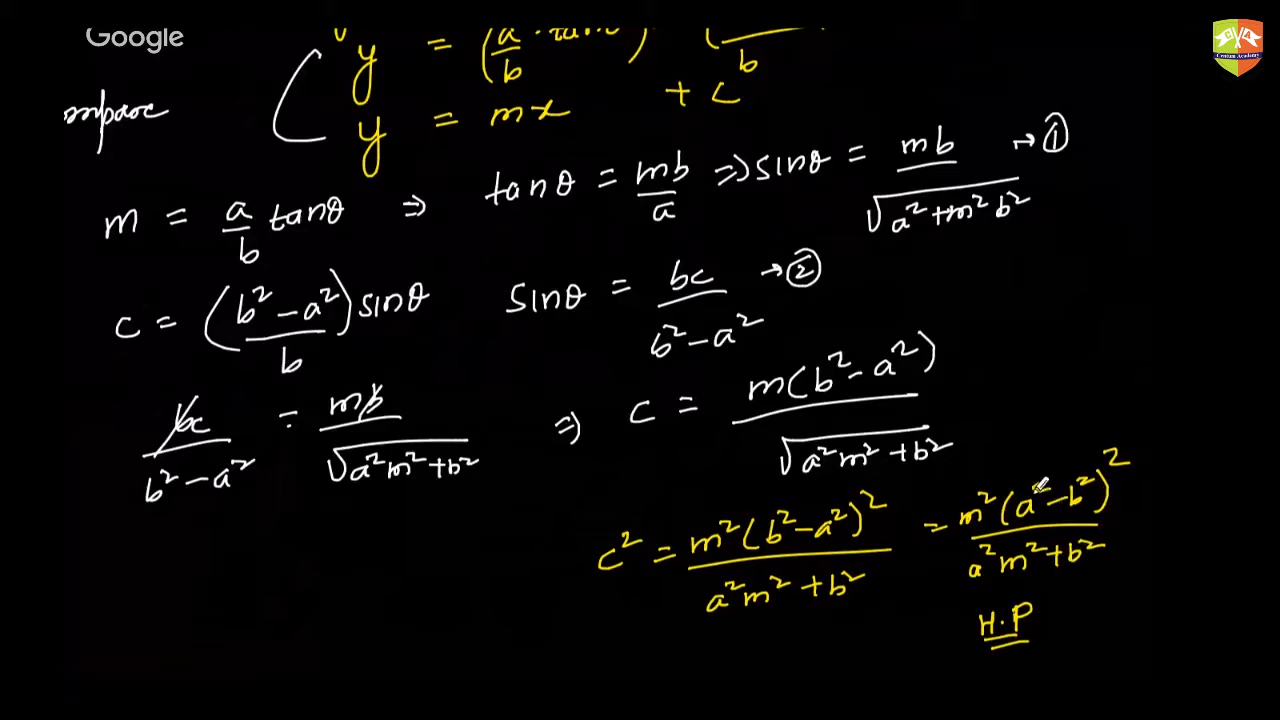 Google
y = (a/b · tanθ) (
b
y = mx + c
m = a/b tanθ ⇒ tanθ = mb/a ⇒ sinθ = mb/√(a²+m²b²) → ①
c = ((b²-a²)/b) sinθ sinθ = bc/(b²-a²) → ②
bc/(b²-a²) = mb/√(a²m²+b²) ⇒ c = m(b²-a²)/√(a²m²+b²)
c² = m²(b²-a²)²/(a²m²+b²) = m²(a²-b²)²/(a²m²+b²)
H.P